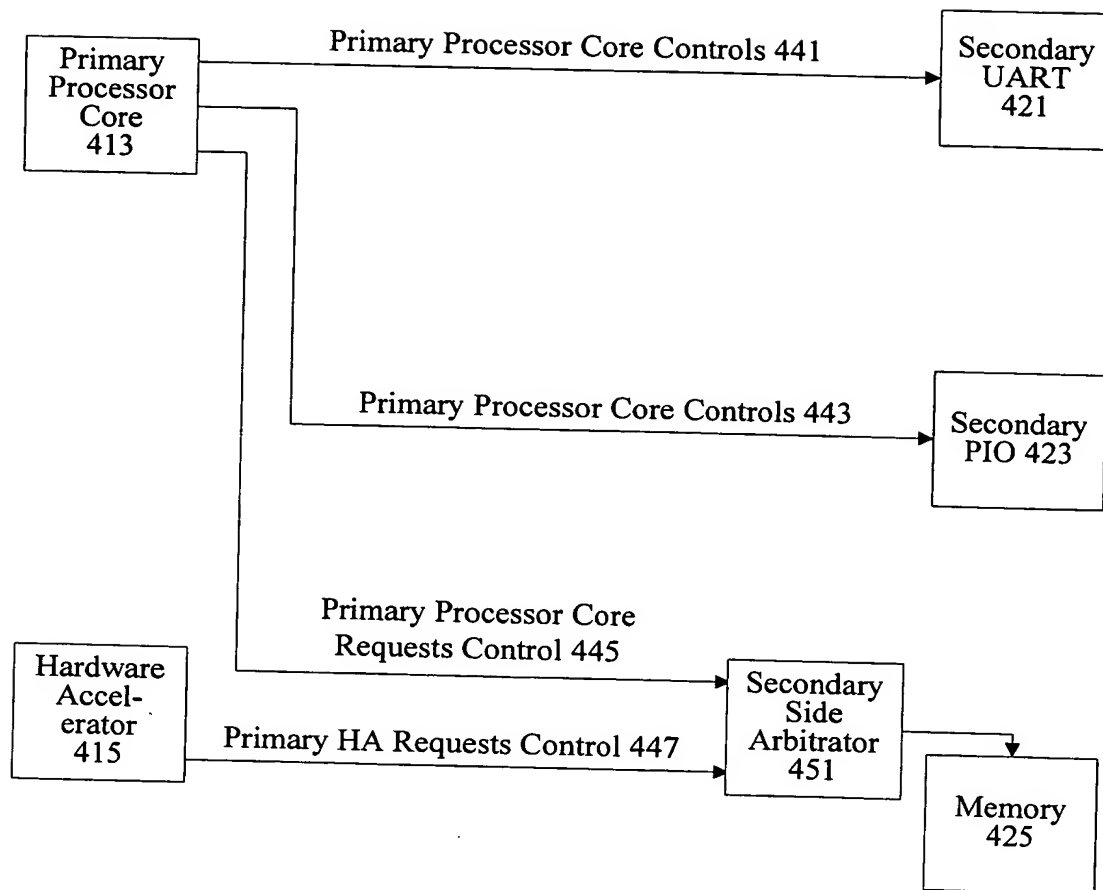 Primary
Processor
Core
413
Primary Processor Core Controls 441
Secondary
UART
421
Primary Processor Core Controls 443
Secondary
PIO 423
Primary Processor Core
Requests Control 445
Hardware
Accel-
erator
415
Primary HA Requests Control 447
Secondary
Side
Arbitrator
451
Memory
425